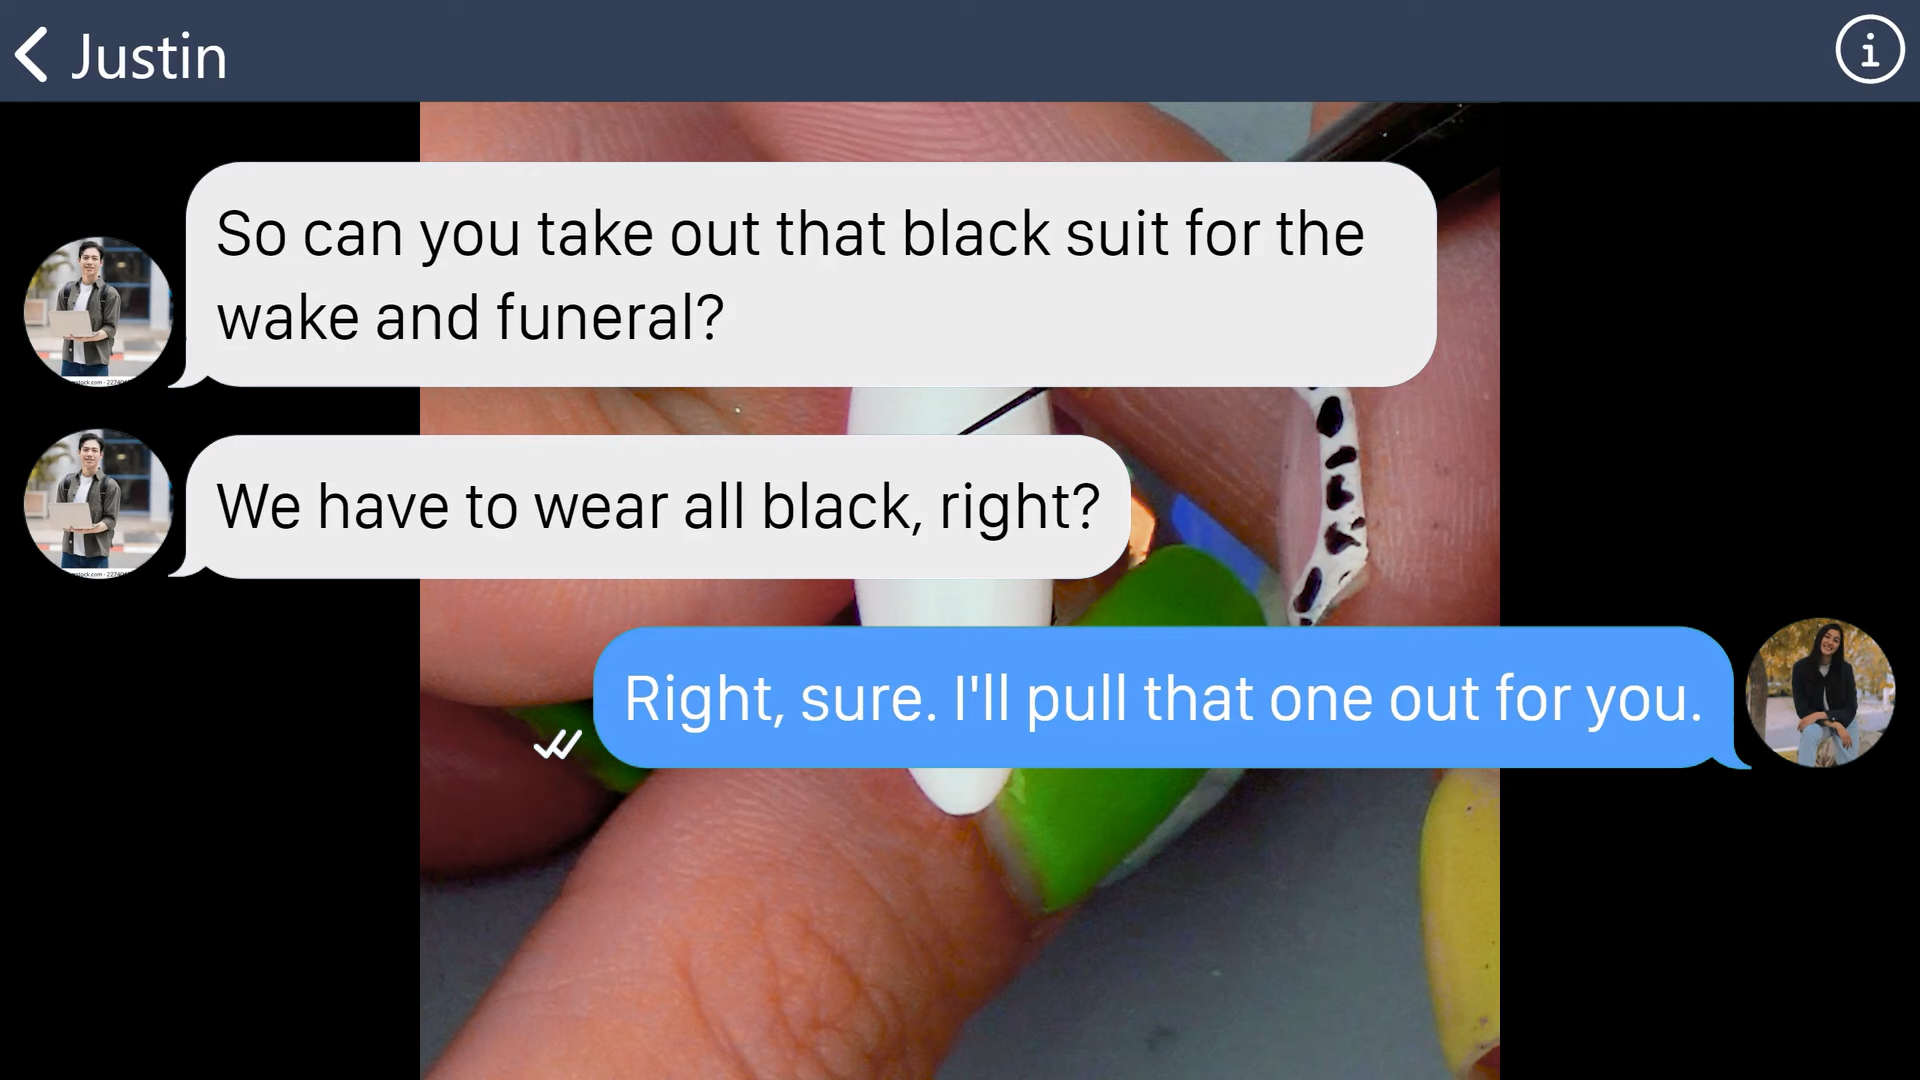 Justin
So can you take out that black suit for the
wake and funeral?
We have to wear all black, right?
Right, sure. I'll pull that one out for you.